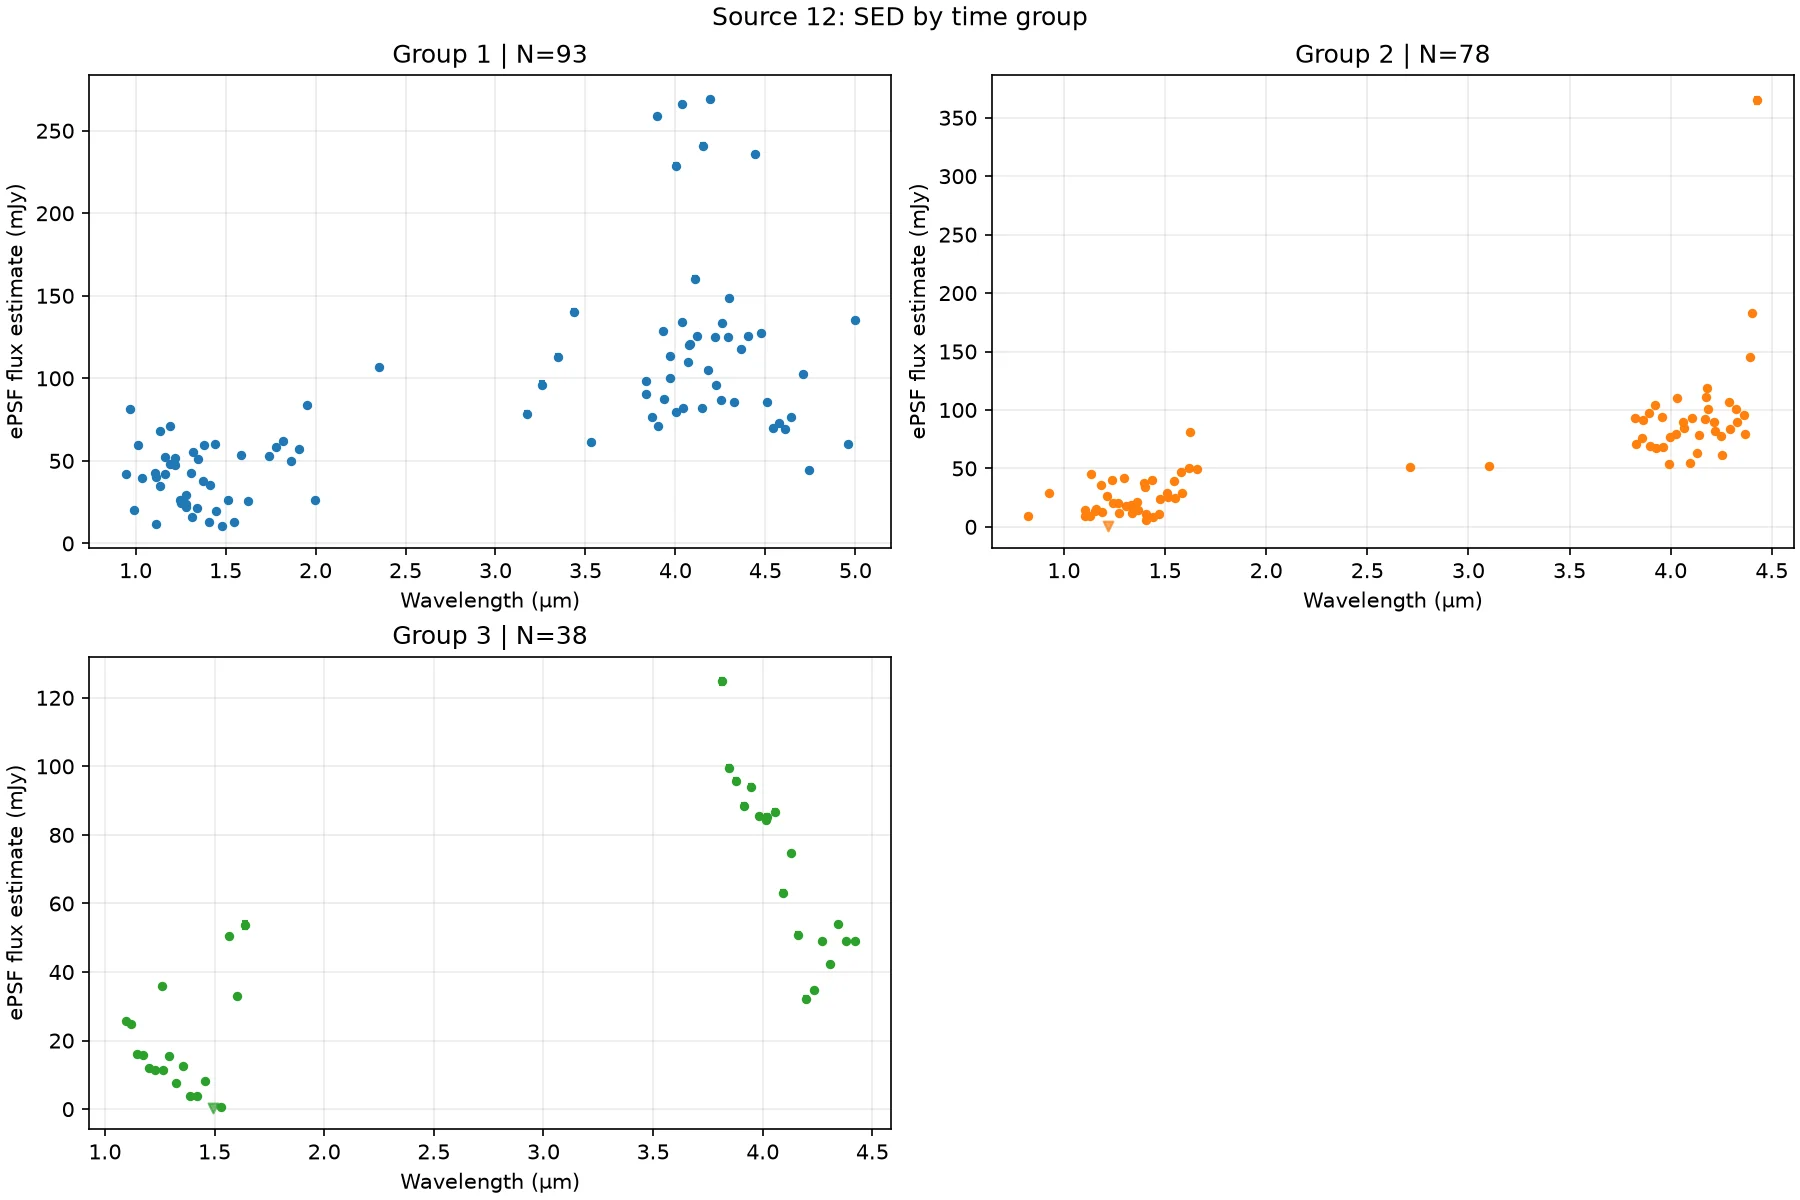 Source 12: SED by time group
Group 1 | N=93
ePSF flux estimate (mJy)
250
200
150
100
50
0
1.0 1.5 2.0 2.5 3.0 3.5 4.0 4.5 5.0
Wavelength (μm)
Group 2 | N=78
ePSF flux estimate (mJy)
350
300
250
200
150
100
50
0
1.0 1.5 2.0 2.5 3.0 3.5 4.0 4.5
Wavelength (μm)
Group 3 | N=38
ePSF flux estimate (mJy)
120
100
80
60
40
20
0
1.0 1.5 2.0 2.5 3.0 3.5 4.0 4.5
Wavelength (μm)